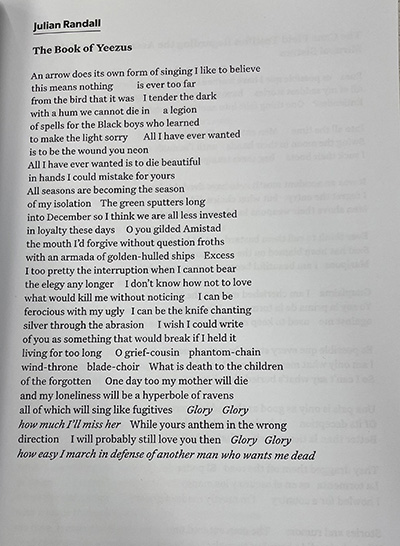 Julian Randall
The Book of Yeezus
An arrow does its own form of singing I like to believe
this means nothing is ever too far
from the bird that it was I tender the dark
with a hum we cannot die in a legion
of spells for the Black boys who learned
to make the light sorry All I have ever wanted
is to be the wound you neon
All I have ever wanted is to die beautiful
in hands I could mistake for yours
All seasons are becoming the season
of my isolation The green sputters long
into December so I think we are all less invested
in loyalty these days O you gilded Amistad
the mouth I'd forgive without question froths
with an armada of golden-hulled ships Excess
I too pretty the interruption when I cannot bear
the elegy any longer I don't know how not to love
what would kill me without noticing I can be
ferocious with my ugly I can be the knife chanting
silver through the abrasion I wish I could write
of you as something that would break if I held it
living for too long O grief-cousin phantom-chain
wind-throne blade-choir What is death to the children
of the forgotten One day too my mother will die
and my loneliness will be a hyperbole of ravens
all of which will sing like fugitives Glory Glory
how much I'll miss her While yours anthem in the wrong
direction I will probably still love you then Glory Glory
how easy I march in defense of another man who wants me dead